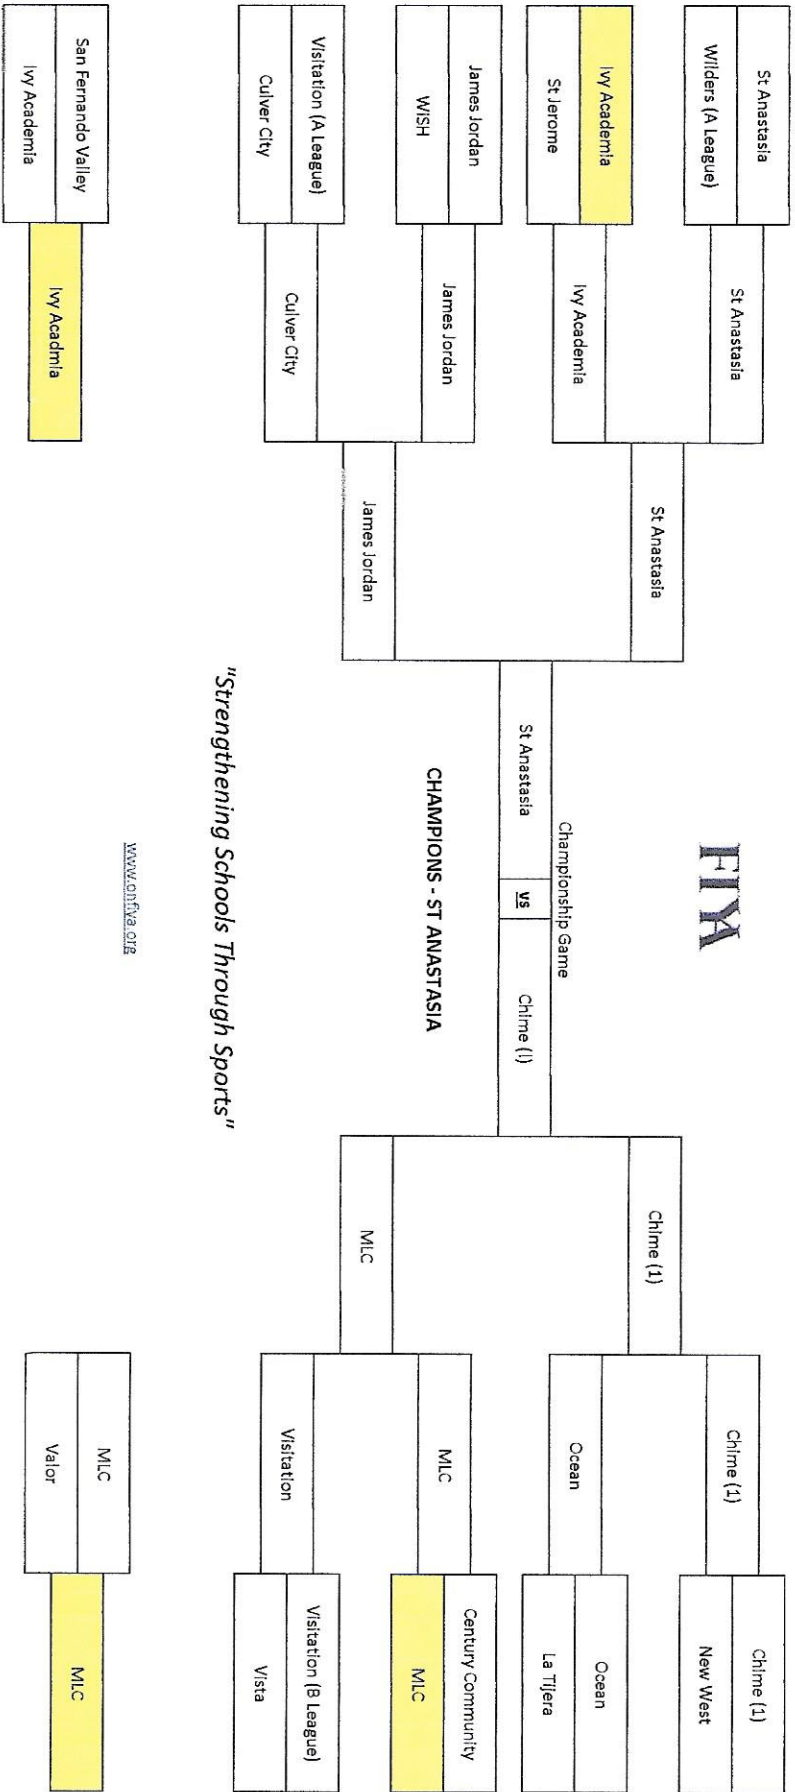 FIYA
St Anastasia
Wilders (A League)
Ivy Academia
St Jerome
James Jordan
WISH
Visitation (A League)
Culver City
San Fernando Valley
Ivy Academia
St Anastasia
Ivy Academia
James Jordan
Culver City
Ivy Acadmia
St Anastasia
James Jordan
Championship Game
St Anastasia
vs
Chime (I)
CHAMPIONS - ST ANASTASIA
"Strengthening Schools Through Sports"
www.onfiya.org
Chime (1)
MLC
Chime (1)
Ocean
MLC
Visitation
MLC
Valor
Chime (1)
New West
Ocean
La Tijera
Century Community
MLC
Visitation (B League)
Vista
MLC